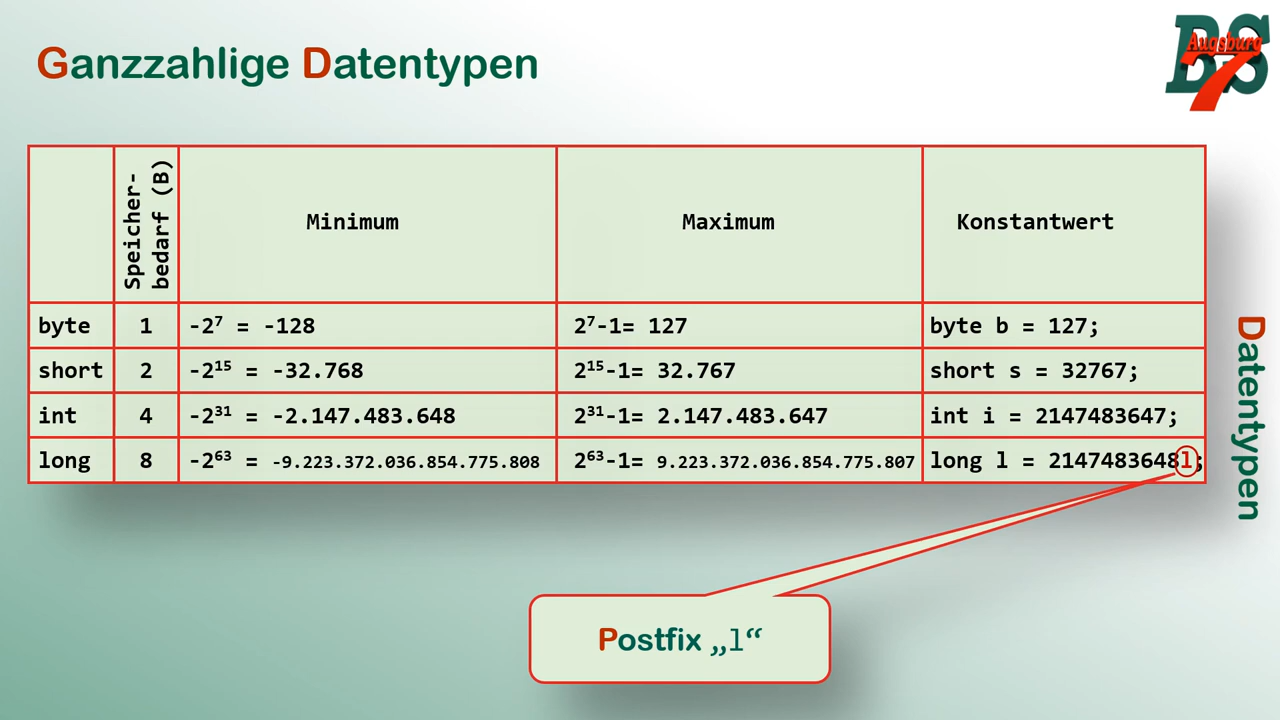 Ganzzahlige Datentypen
BS
Augsburg
7
Speicher-
bedarf (B)
Minimum
Maximum
Konstantwert
byte 1 -2⁷ = -128 2⁷-1= 127 byte b = 127;
short 2 -2¹⁵ = -32.768 2¹⁵-1= 32.767 short s = 32767;
int 4 -2³¹ = -2.147.483.648 2³¹-1= 2.147.483.647 int i = 2147483647;
long 8 -2⁶³ = -9.223.372.036.854.775.808 2⁶³-1= 9.223.372.036.854.775.807 long l = 2147483648l;
Datentypen
Postfix „l“